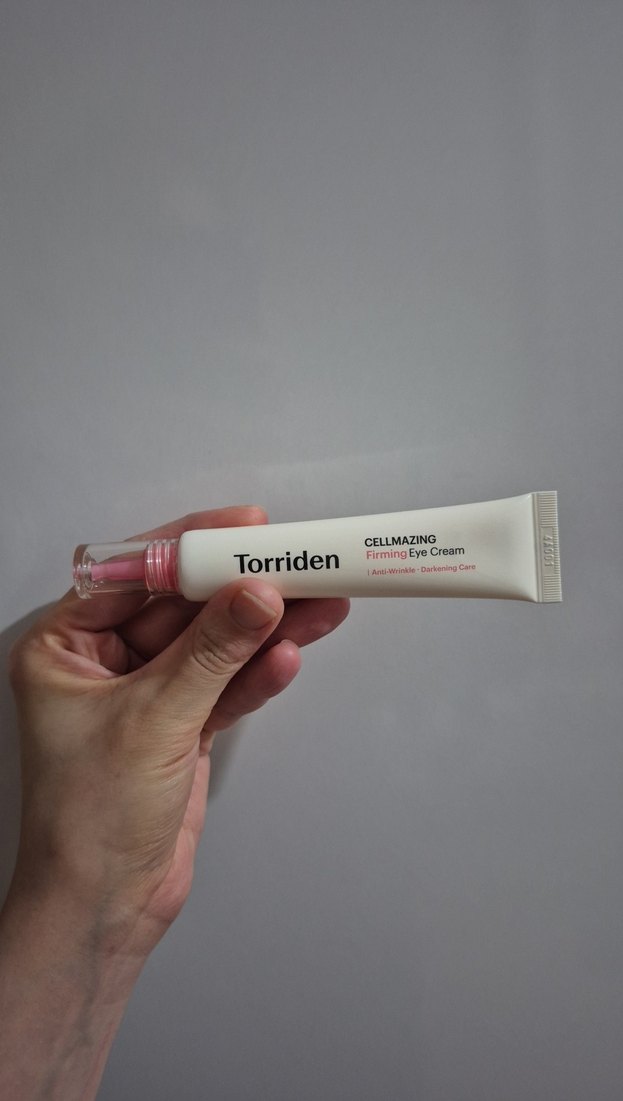 Torriden
CELLMAZING
Firming Eye Cream
| Anti-Wrinkle · Darkening Care